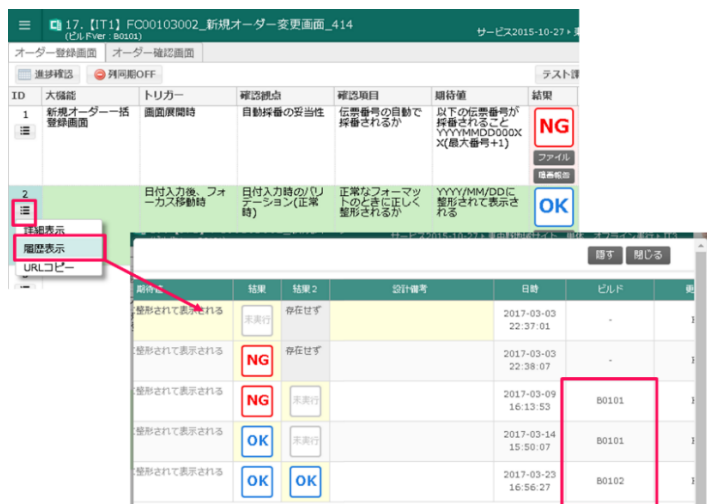 17.【IT1】FC00103002_新規オーダー変更画面_414
(ビルドVer : B0101)
サービス2015-10-27
オーダー登録画面 オーダー確認画面
進捗確認 列同期OFF
ID 大機能 トリガー 確認観点 確認項目 期待値 結果
1 新規オーダー一括登録画面 画面展開時 自動採番の妥当性 伝票番号の自動で採番されるか 以下の伝票番号が採番されること YYYYMMDD000XX(最大番号+1) NG
ファイル
2 日付入力後、フォーカス移動時 日付入力時のバリデーション(正常時) 正常なフォーマットのときに正しく整形されるか YYYY/MM/DDに整形されて表示される OK
詳細表示
履歴表示
URLコピー
隠す 閉じる
結果 結果2 設計備考 日時 ビルド
整形されて表示される 未実行 存在せず 2017-03-03 22:37:01 -
整形されて表示される NG 存在せず 2017-03-03 22:38:07 -
整形されて表示される NG 未実行 2017-03-09 16:13:53 B0101
整形されて表示される OK 未実行 2017-03-14 15:50:07 B0101
整形されて表示される OK OK 2017-03-23 16:56:27 B0102